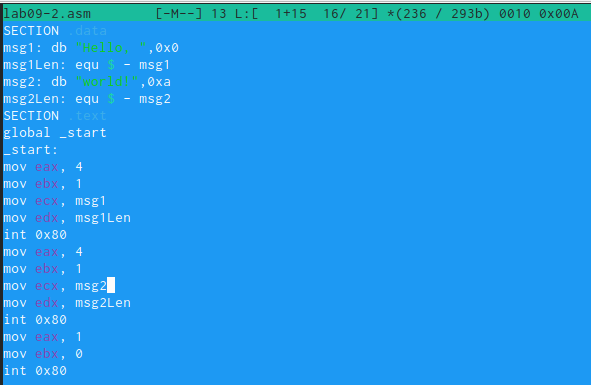 lab09-2.asm [-M--] 13 L:[ 1+15 16/ 21] *(236 / 293b) 0010 0x00A
SECTION .data
msg1: db "Hello, ",0x0
msg1Len: equ $ - msg1
msg2: db "world!",0xa
msg2Len: equ $ - msg2
SECTION .text
global _start
_start:
mov eax, 4
mov ebx, 1
mov ecx, msg1
mov edx, msg1Len
int 0x80
mov eax, 4
mov ebx, 1
mov ecx, msg2
mov edx, msg2Len
int 0x80
mov eax, 1
mov ebx, 0
int 0x80